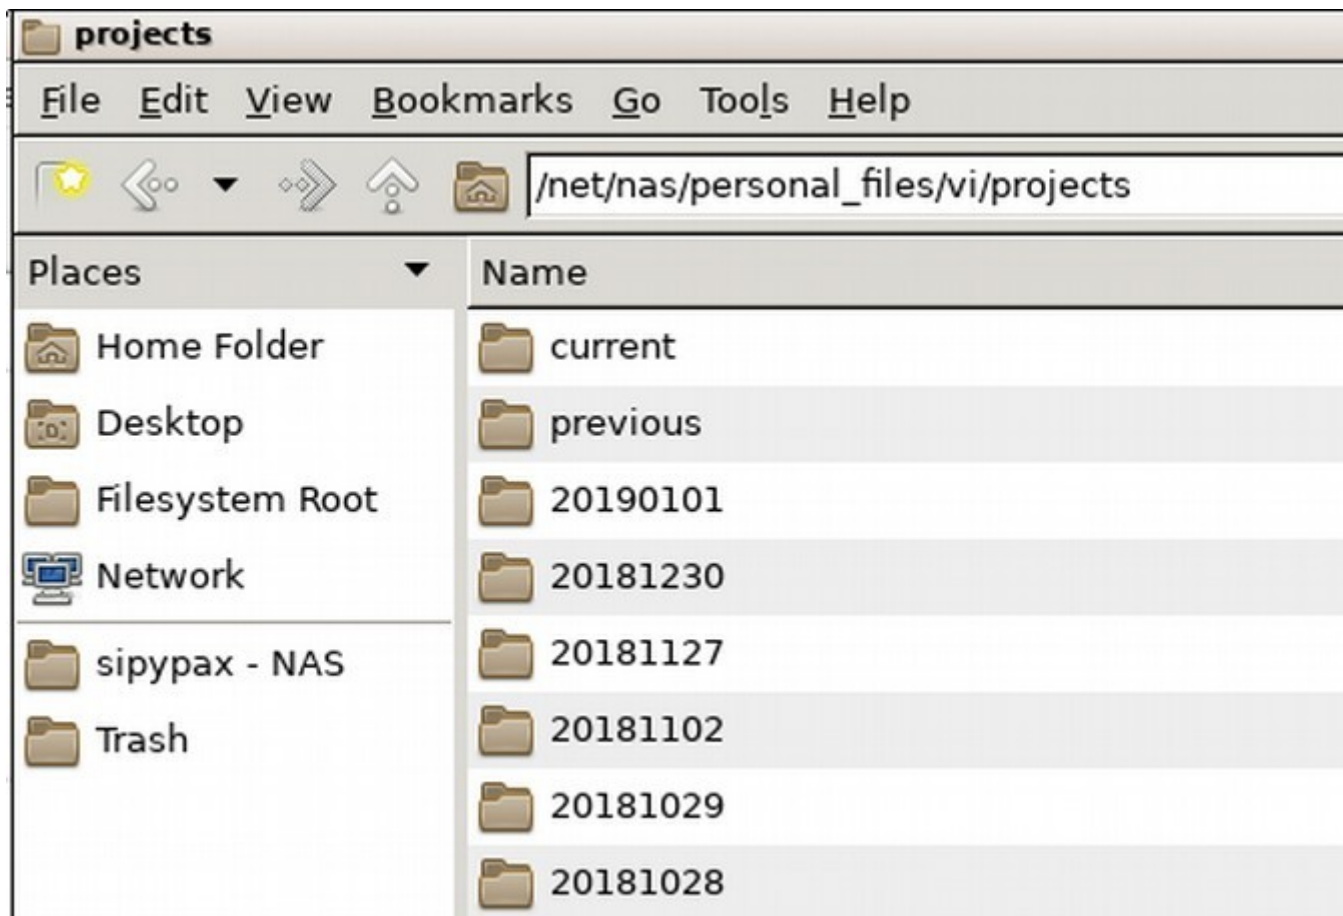 projects
File Edit View Bookmarks Go Tools Help
/net/nas/personal_files/vi/projects
Places
Home Folder
Desktop
Filesystem Root
Network
sipypax - NAS
Trash
Name
current
previous
20190101
20181230
20181127
20181102
20181029
20181028